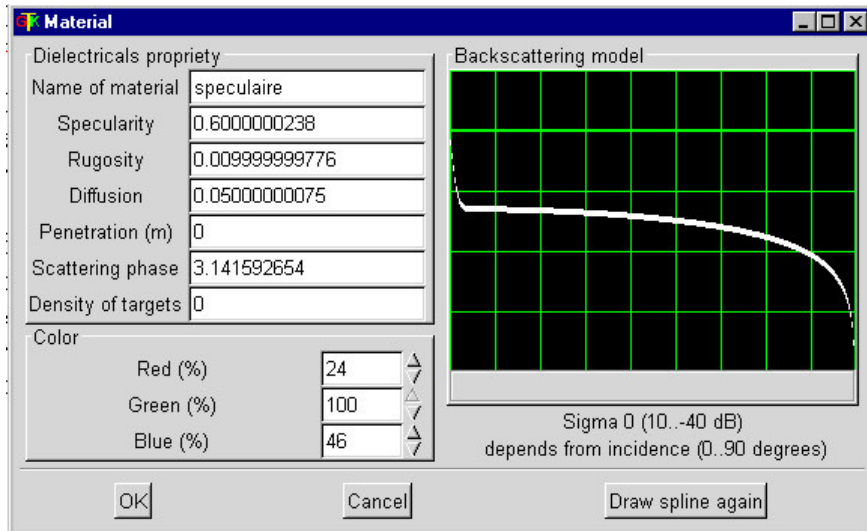 GTK Material
Dielectricals propriety
Name of material speculaire
Specularity 0.6000000238
Rugosity 0.009999999776
Diffusion 0.05000000075
Penetration (m) 0
Scattering phase 3.141592654
Density of targets 0
Color
Red (%) 24
Green (%) 100
Blue (%) 46
Backscattering model
Sigma 0 (10..-40 dB)
depends from incidence (0..90 degrees)
OK Cancel Draw spline again